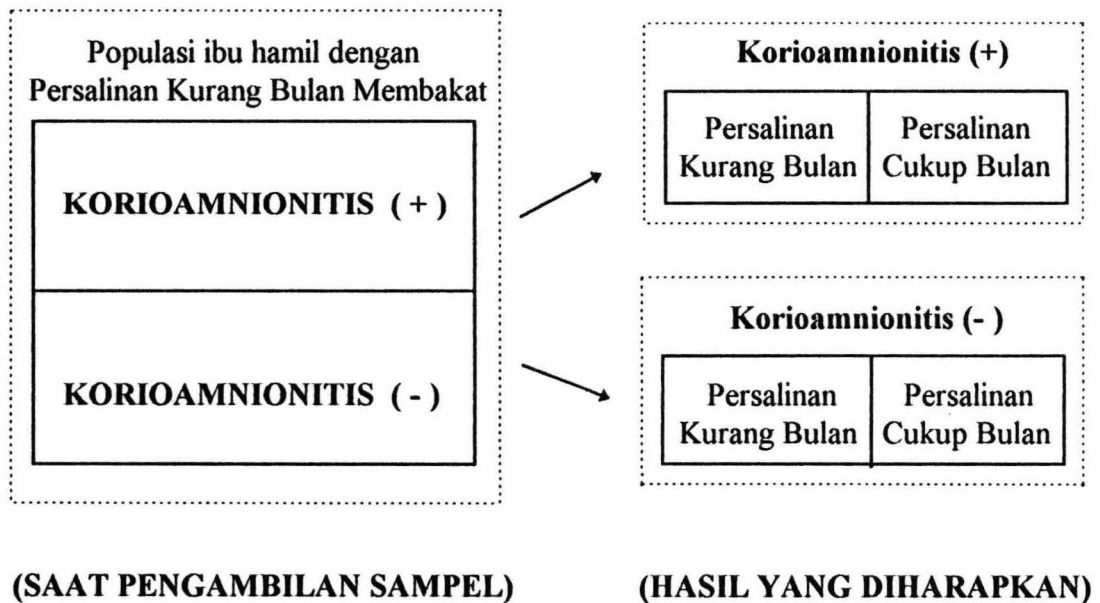 Populasi ibu hamil dengan
Persalinan Kurang Bulan Membakat
KORIOAMNIONITIS (+)
KORIOAMNIONITIS (-)
(SAAT PENGAMBILAN SAMPEL)
Korioamnionitis (+)
Persalinan
Kurang Bulan
Persalinan
Cukup Bulan
Korioamnionitis (-)
Persalinan
Kurang Bulan
Persalinan
Cukup Bulan
(HASIL YANG DIHARAPKAN)